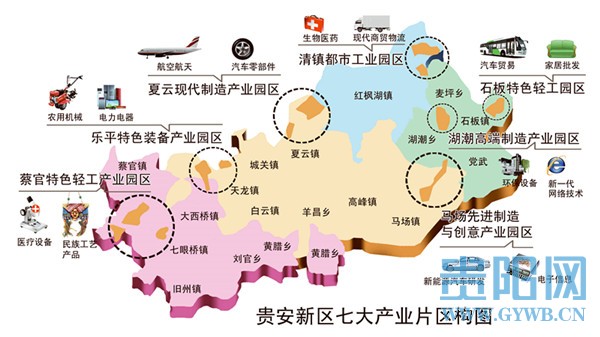 生物医药
现代商贸物流
航空航天
汽车零部件
清镇都市工业园区
汽车贸易
家居批发
夏云现代制造产业园区
石板特色轻工园区
农用机械
电力电器
红枫湖镇
麦坪乡
乐平特色装备产业园区
石板镇
湖潮乡
湖潮高端制造产业园区
夏云镇
蔡官镇
大西镇
城关镇
党武
蔡官特色轻工产业园区
天龙镇
环保设备
新一代
网络技术
大西桥镇
白云镇
羊昌乡
高峰镇
马场镇
马场先进制造
与创意产业园区
医疗设备
民族工艺
产品
七眼桥镇
刘官乡
黄腊乡
黄腊乡
新能源汽车研发
电子信息
旧州镇
贵安新区七大产业片区构图
贵阳网
WWW.GYWB.CN